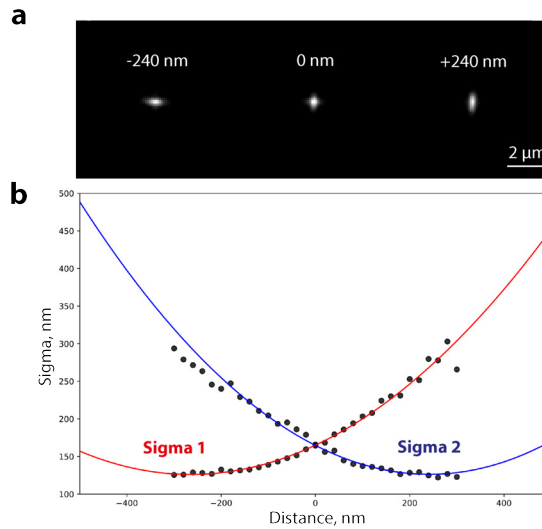 a
-240 nm 0 nm +240 nm
2 μm
b
500
450
400
350
300
250
200
150
100
Sigma, nm
Sigma 1 Sigma 2
−400 −200 0 200 400
Distance, nm